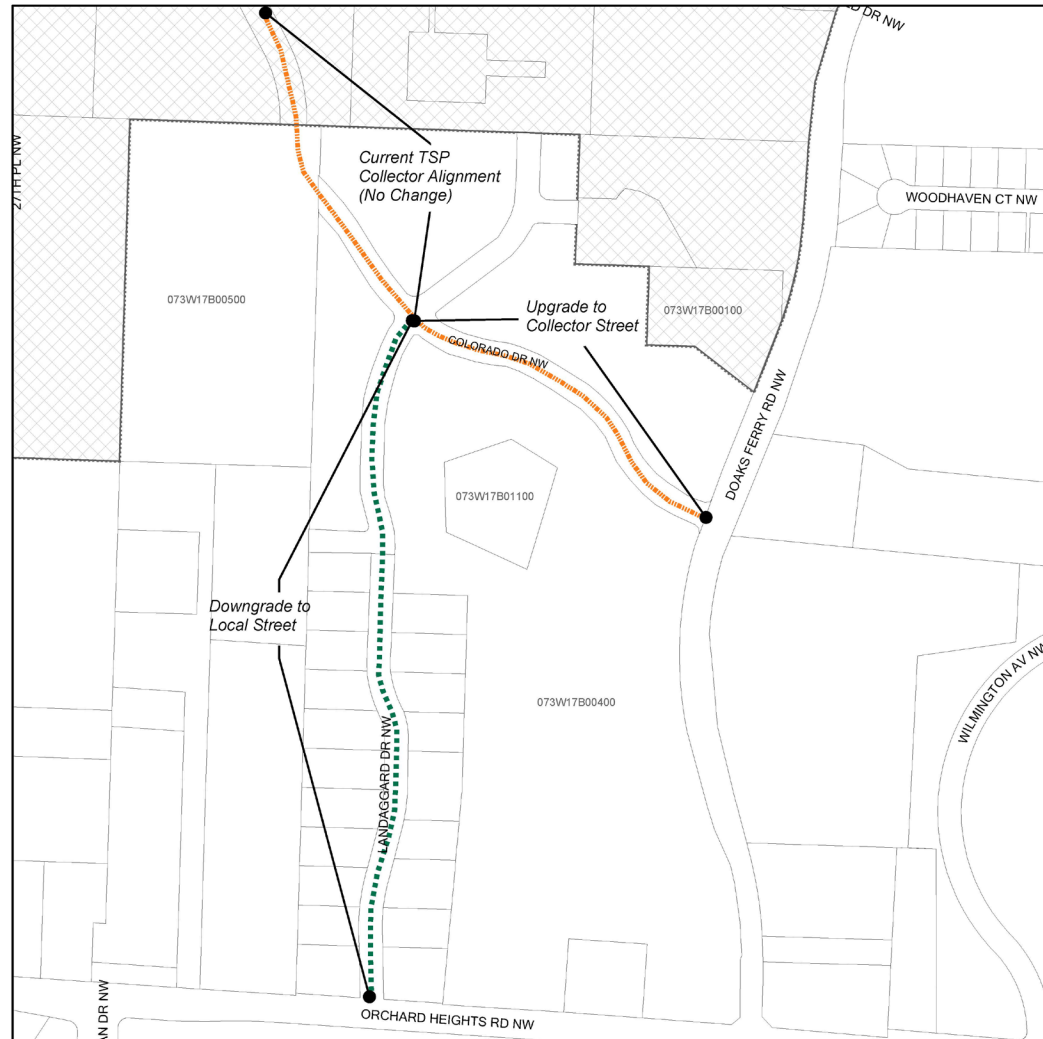 D DR NW
27TH PL NW
Current TSP
Collector Alignment
(No Change)
WOODHAVEN CT NW
073W17B00500
Upgrade to
Collector Street
073W17B00100
COLORADO DR NW
DOAKS FERRY RD NW
073W17B01100
Downgrade to
Local Street
073W17B00400
WILMINGTON AV NW
LANDAGGARD DR NW
ORCHARD HEIGHTS RD NW
AN DR NW